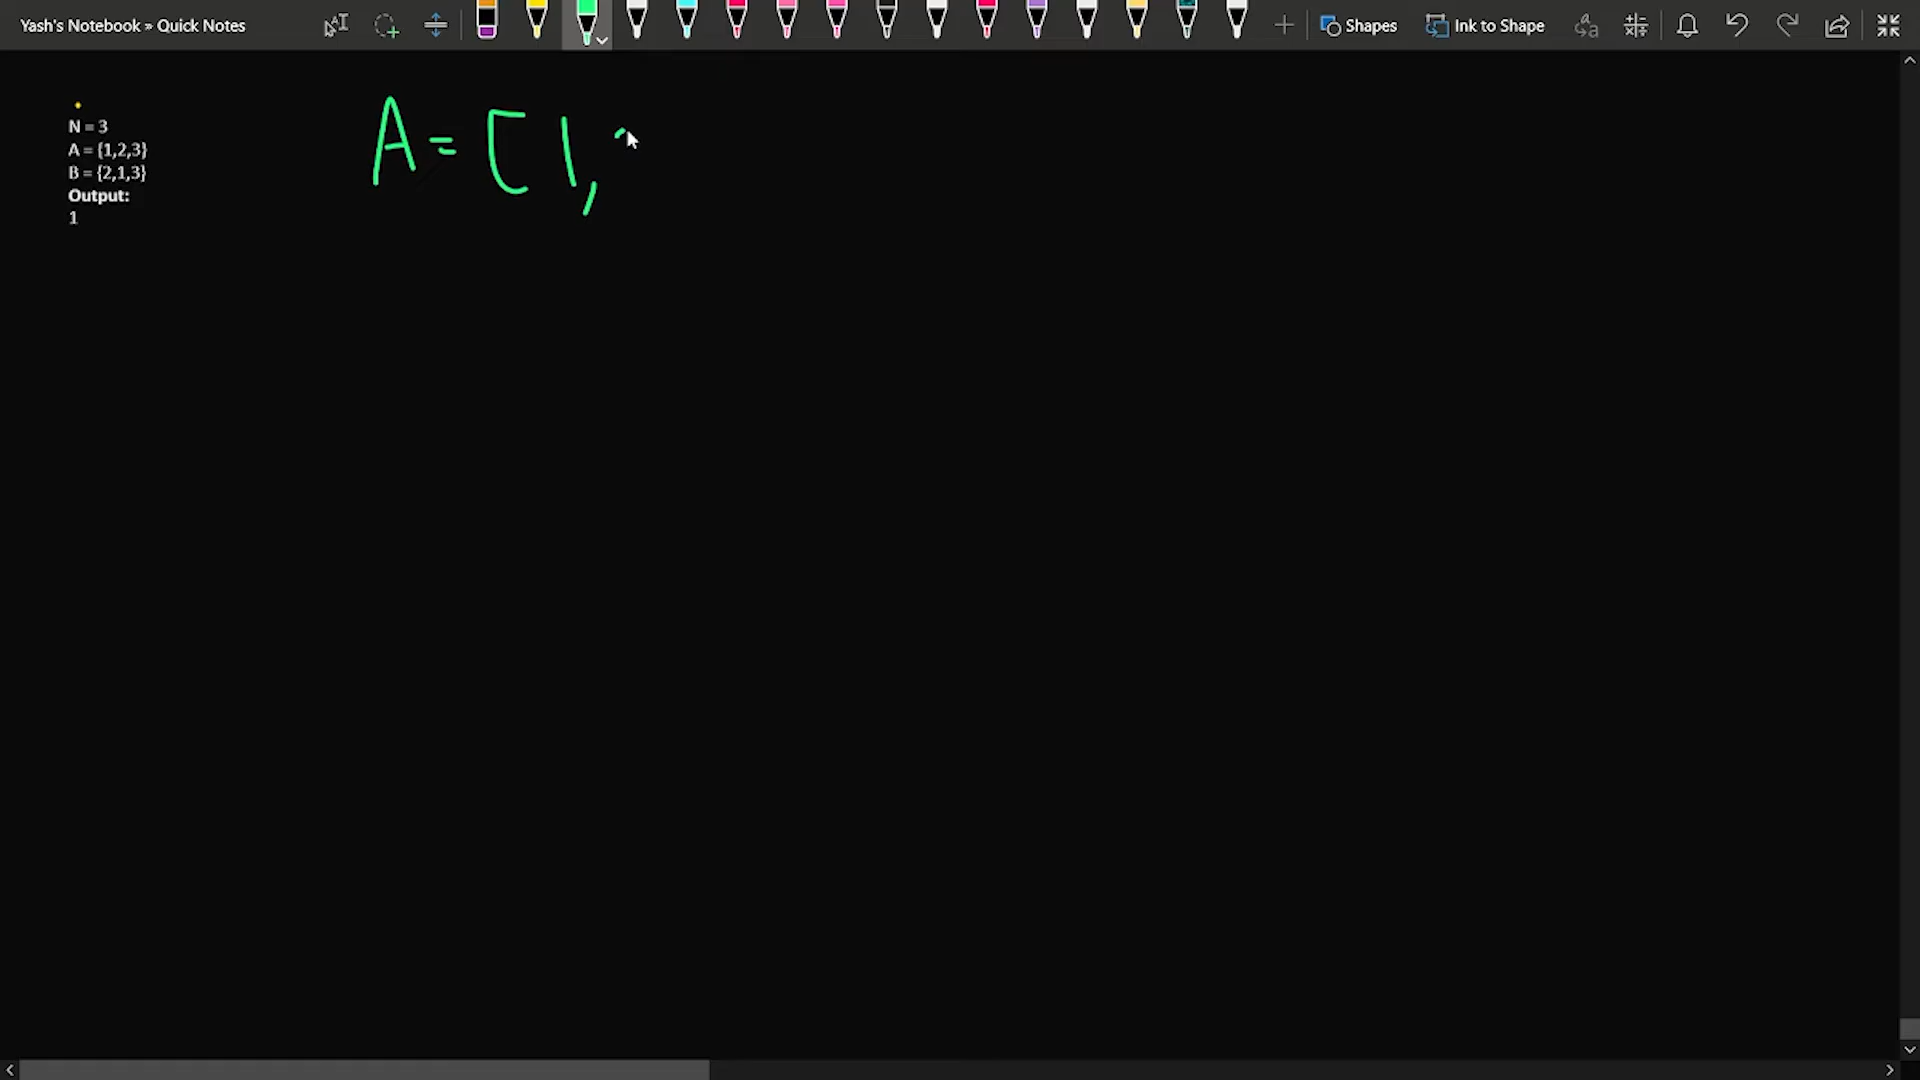 Yash's Notebook » Quick Notes
Shapes
Ink to Shape
N = 3
A = {1,2,3}
B = {2,1,3}
Output:
1
A = [ 1,